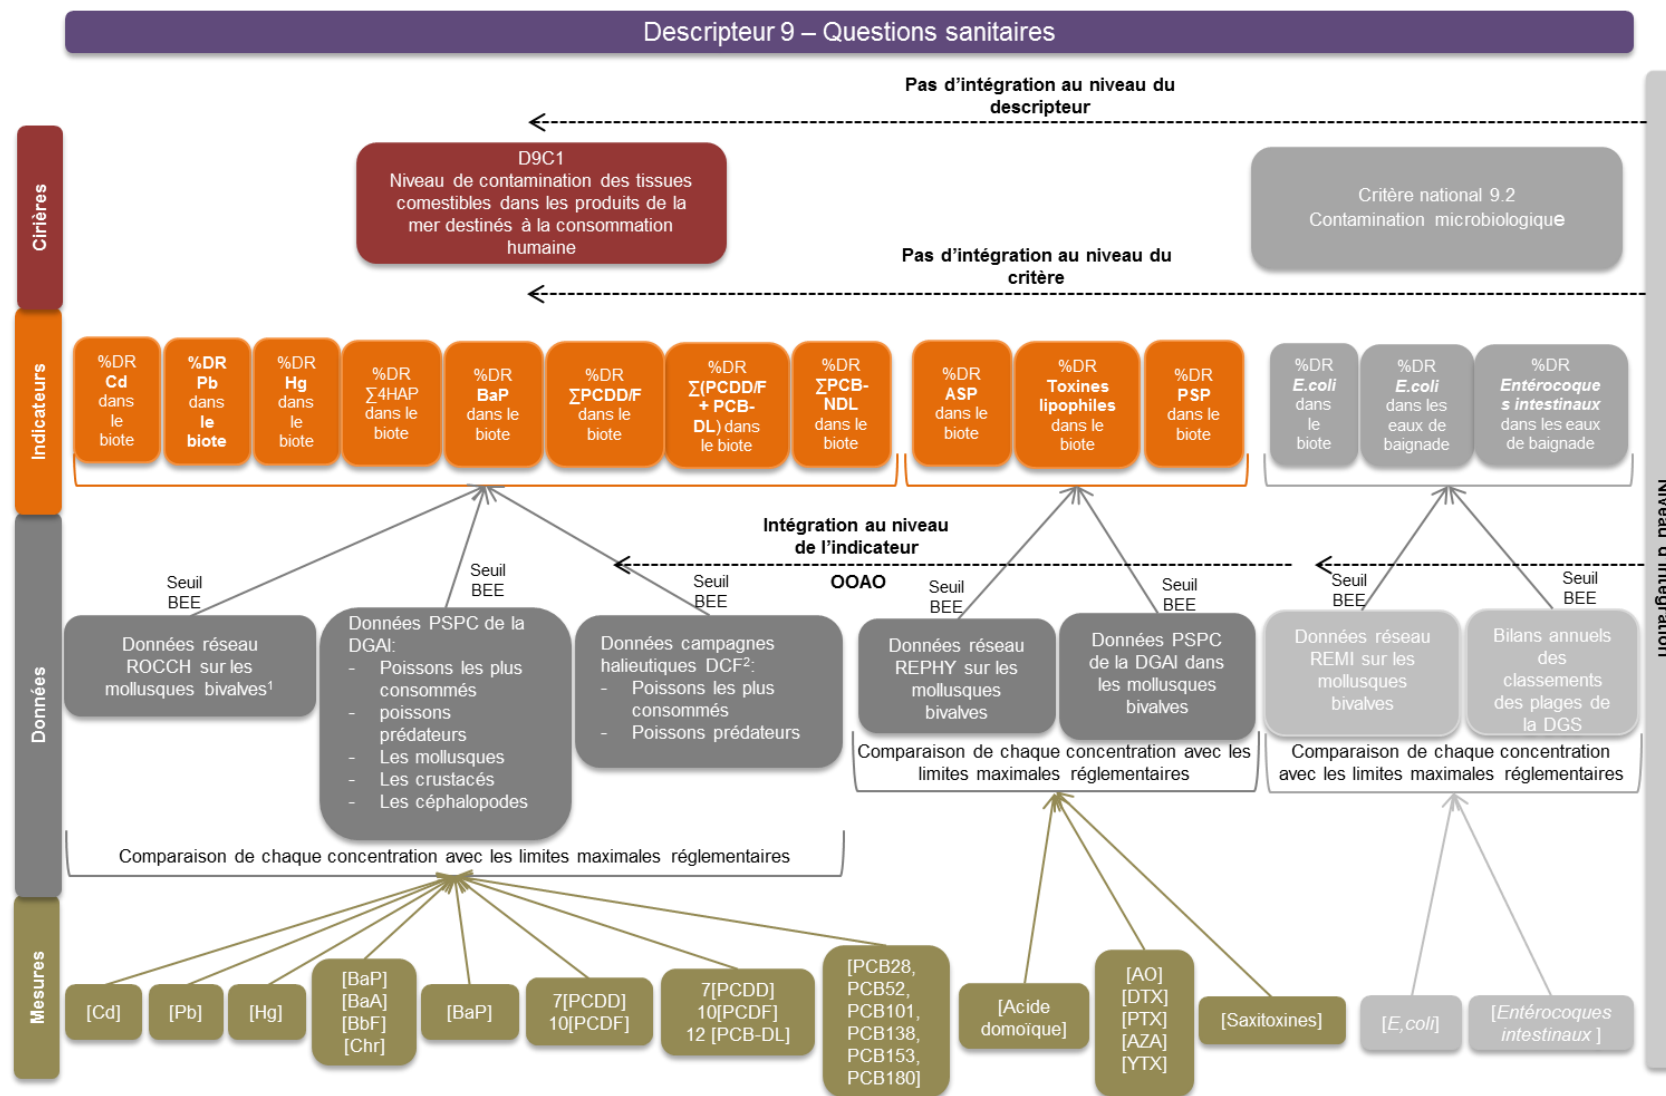 Descripteur 9 – Questions sanitaires
Pas d’intégration au niveau du
descripteur
Cirières
D9C1
Niveau de contamination des tissues
comestibles dans les produits de la
mer destinés à la consommation
humaine
Critère national 9.2
Contamination microbiologique
Pas d’intégration au niveau du
critère
Indicateurs
%DR
Cd
dans
le
biote
%DR
Pb
dans
le
biote
%DR
Hg
dans
le
biote
%DR
∑4HAP
dans le
biote
%DR
BaP
dans le
biote
%DR
∑PCDD/F
dans le
biote
%DR
∑(PCDD/F
+ PCB-
DL) dans
le biote
%DR
∑PCB-
NDL
dans le
biote
%DR
ASP
dans le
biote
%DR
Toxines
lipophiles
dans le
biote
%DR
PSP
dans le
biote
%DR
E.coli
dans
le
biote
%DR
E.coli
dans les
eaux de
baignade
%DR
Entérocoque
s intestinaux
dans les eaux
de baignade
Niveau d’intégration
Intégration au niveau
de l’indicateur
OOAO
Données
Seuil
BEE
Seuil
BEE
Seuil
BEE
Seuil
BEE
Seuil
BEE
Seuil
BEE
Seuil
BEE
Données réseau
ROCCH sur les
mollusques bivalves¹
Données PSPC de la
DGAI:
- Poissons les plus
consommés
- poissons
prédateurs
- Les mollusques
- Les crustacés
- Les céphalopodes
Données campagnes
halieutiques DCF²:
- Poissons les plus
consommés
- Poissons prédateurs
Données réseau
REPHY sur les
mollusques
bivalves
Données PSPC
de la DGAI dans
les mollusques
bivalves
Données réseau
REMI sur les
mollusques
bivalves
Bilans annuels
des
classements
des plages de
la DGS
Comparaison de chaque concentration avec les
limites maximales réglementaires
Comparaison de chaque concentration
avec les limites maximales réglementaires
Comparaison de chaque concentration avec les limites maximales réglementaires
Mesures
[Cd]
[Pb]
[Hg]
[BaP]
[BaA]
[BbF]
[Chr]
[BaP]
7[PCDD]
10[PCDF]
7[PCDD]
10[PCDF]
12 [PCB-DL]
[PCB28,
PCB52,
PCB101,
PCB138,
PCB153,
PCB180]
[Acide
domoïque]
[AO]
[DTX]
[PTX]
[AZA]
[YTX]
[Saxitoxines]
[E,coli]
[Entérocoques
intestinaux ]